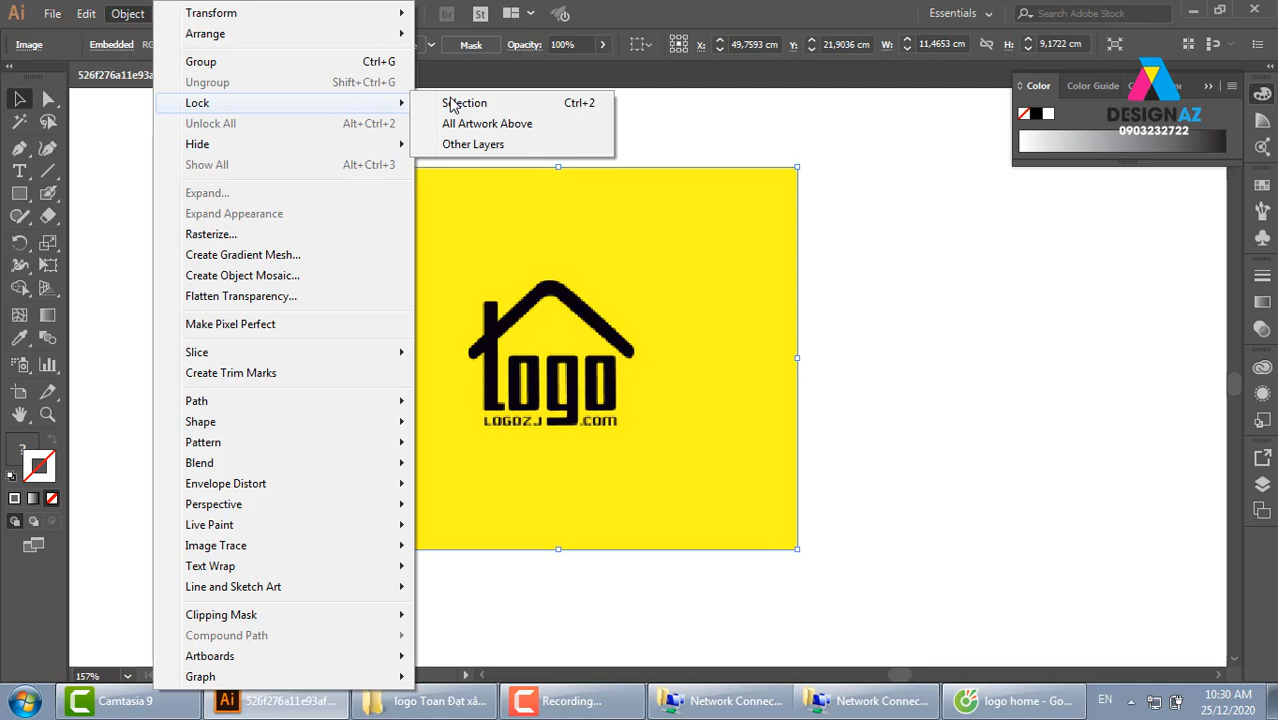 File Edit Object Br St Essentials Search Adobe Stock
Image Embedded Mask Opacity: 100% X: 49,7593 cm Y: 21,9036 cm W: 11,4653 cm H: 9,1722 cm
526f276a11e93a
Transform
Arrange
Group Ctrl+G
Ungroup Shift+Ctrl+G
Lock
Unlock All Alt+Ctrl+2
Hide
Show All Alt+Ctrl+3
Expand...
Expand Appearance
Rasterize...
Create Gradient Mesh...
Create Object Mosaic...
Flatten Transparency...
Make Pixel Perfect
Slice
Create Trim Marks
Path
Shape
Pattern
Blend
Envelope Distort
Perspective
Live Paint
Image Trace
Text Wrap
Line and Sketch Art
Clipping Mask
Compound Path
Artboards
Graph
Selection Ctrl+2
All Artwork Above
Other Layers
Color Color Guide
DESIGNAZ
0903232722
logo
LOGOZJ .COM
157%
Camtasia 9
Ai 526f276a11e93af...
logo Toan Đạt xâ...
Recording...
Network Connec...
Network Connec...
logo home - Goo...
EN
10:30 AM
25/12/2020